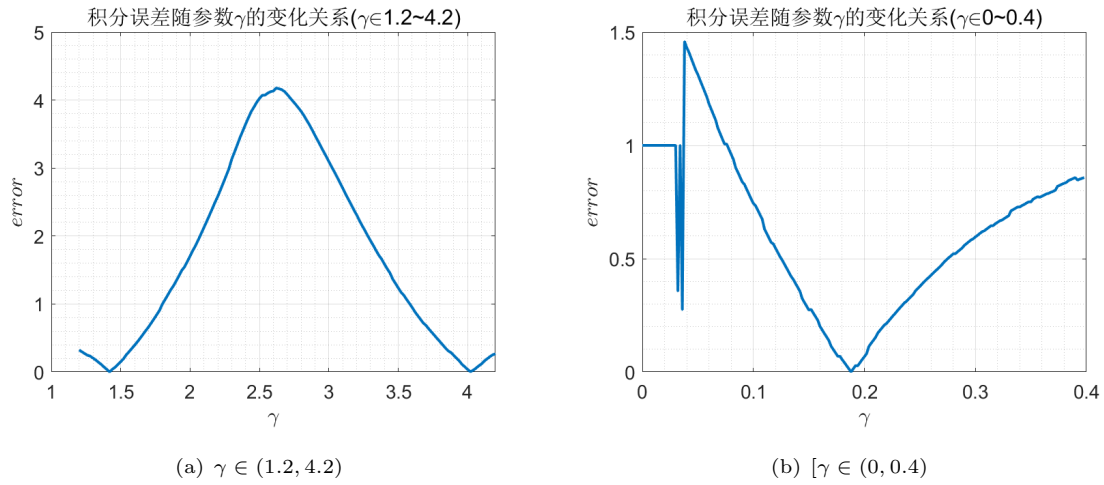 积分误差随参数γ的变化关系(γ∈1.2~4.2)
5
4
3
2
1
0
error
1 1.5 2 2.5 3 3.5 4
γ
(a) γ ∈ (1.2, 4.2)
积分误差随参数γ的变化关系(γ∈0~0.4)
1.5
1
0.5
0
error
0 0.1 0.2 0.3 0.4
γ
(b) [γ ∈ (0, 0.4)